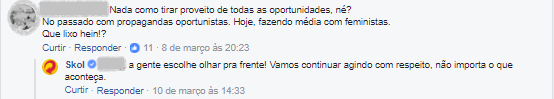 Nada como tirar proveito de todas as oportunidades, né?
No passado com propagandas oportunistas. Hoje, fazendo média com feministas.
Que lixo hein!?
Curtir · Responder · 11 · 8 de março às 20:23
Skol a gente escolhe olhar pra frente! Vamos continuar agindo com respeito, não importa o que
aconteça.
Curtir · Responder · 10 de março às 14:33